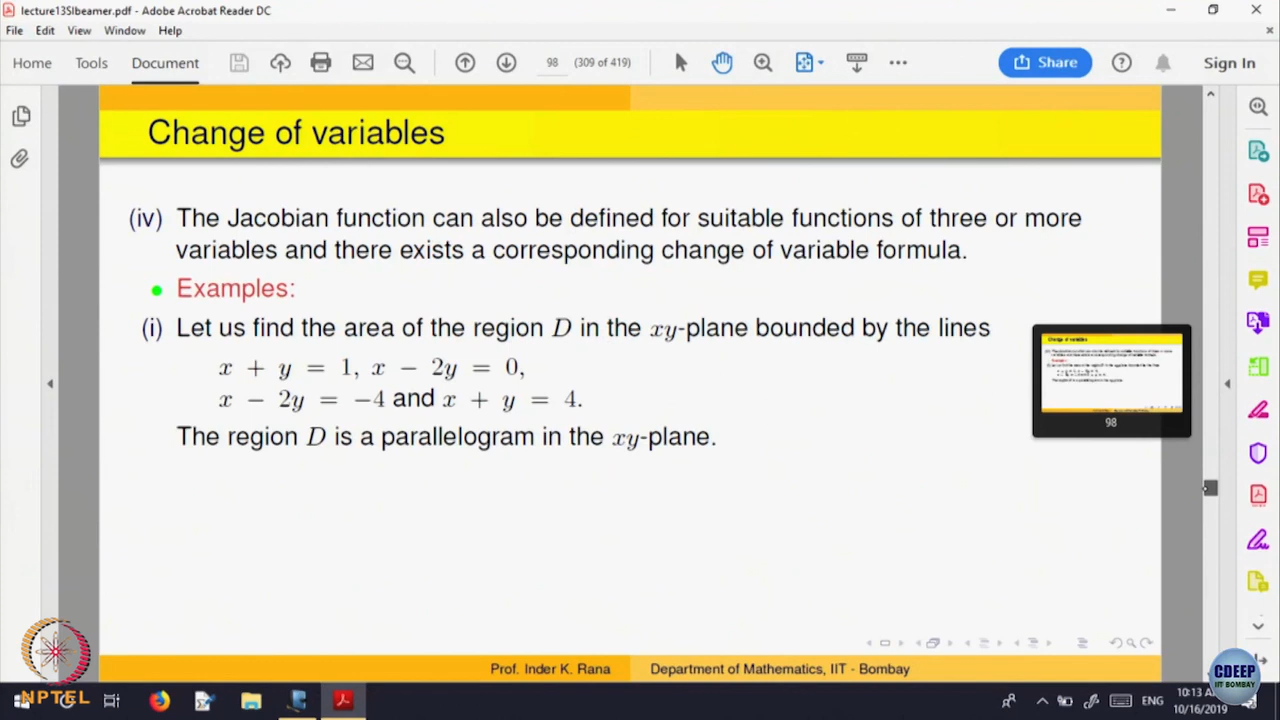 lecture13SIbeamer.pdf - Adobe Acrobat Reader DC
File Edit View Window Help
Home Tools Document 98 (309 of 419) Share Sign In
Change of variables
(iv) The Jacobian function can also be defined for suitable functions of three or more
variables and there exists a corresponding change of variable formula.
Examples:
(i) Let us find the area of the region D in the xy-plane bounded by the lines
x + y = 1, x − 2y = 0,
x − 2y = −4 and x + y = 4.
The region D is a parallelogram in the xy-plane.
98
Prof. Inder K. Rana Department of Mathematics, IIT - Bombay
NPTEL
CDEEP
IIT BOMBAY
ENG
10:13
10/16/2019